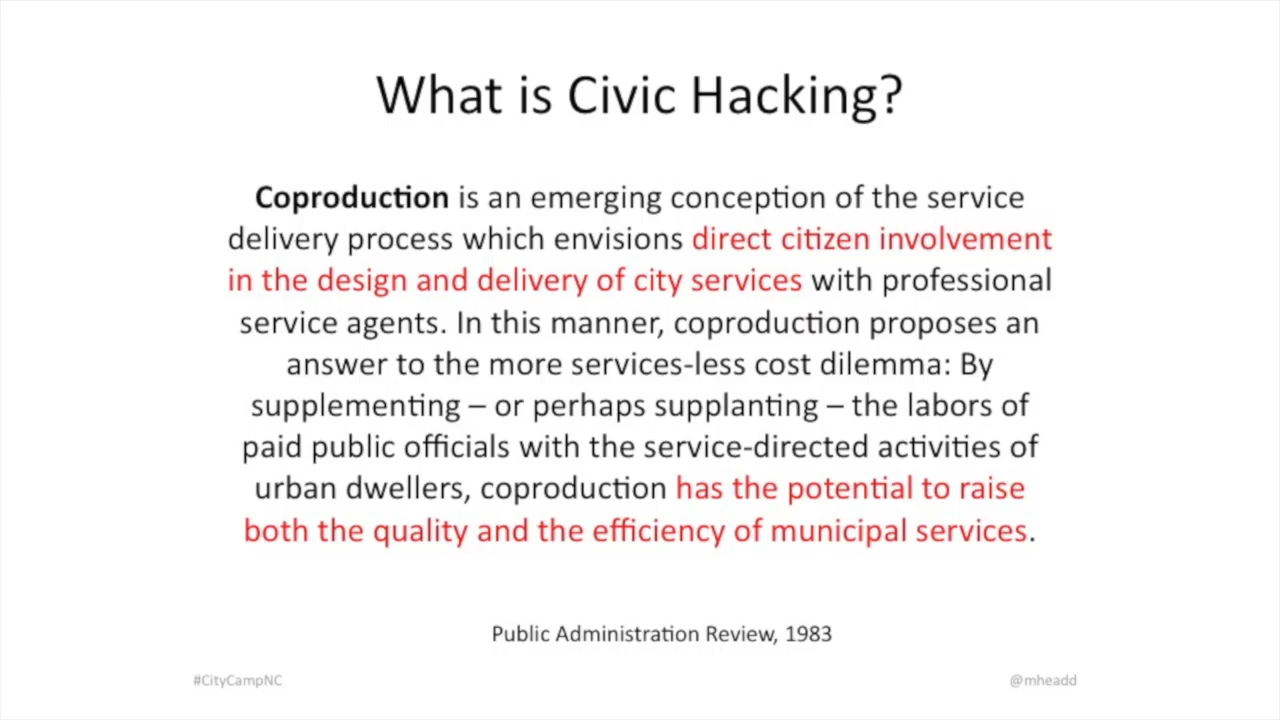 What is Civic Hacking?
Coproduction is an emerging conception of the service
delivery process which envisions direct citizen involvement
in the design and delivery of city services with professional
service agents. In this manner, coproduction proposes an
answer to the more services-less cost dilemma: By
supplementing – or perhaps supplanting – the labors of
paid public officials with the service-directed activities of
urban dwellers, coproduction has the potential to raise
both the quality and the efficiency of municipal services.
Public Administration Review, 1983
#CityCampNC
@mheadd